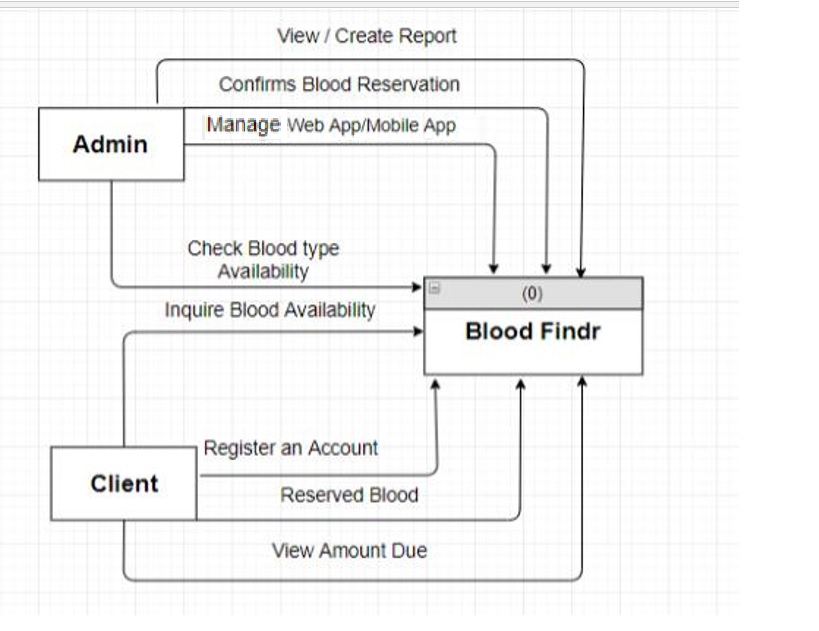 View / Create Report
Confirms Blood Reservation
Manage Web App/Mobile App
Admin
Check Blood type
Availability
(0)
Inquire Blood Availability
Blood Findr
Register an Account
Client
Reserved Blood
View Amount Due